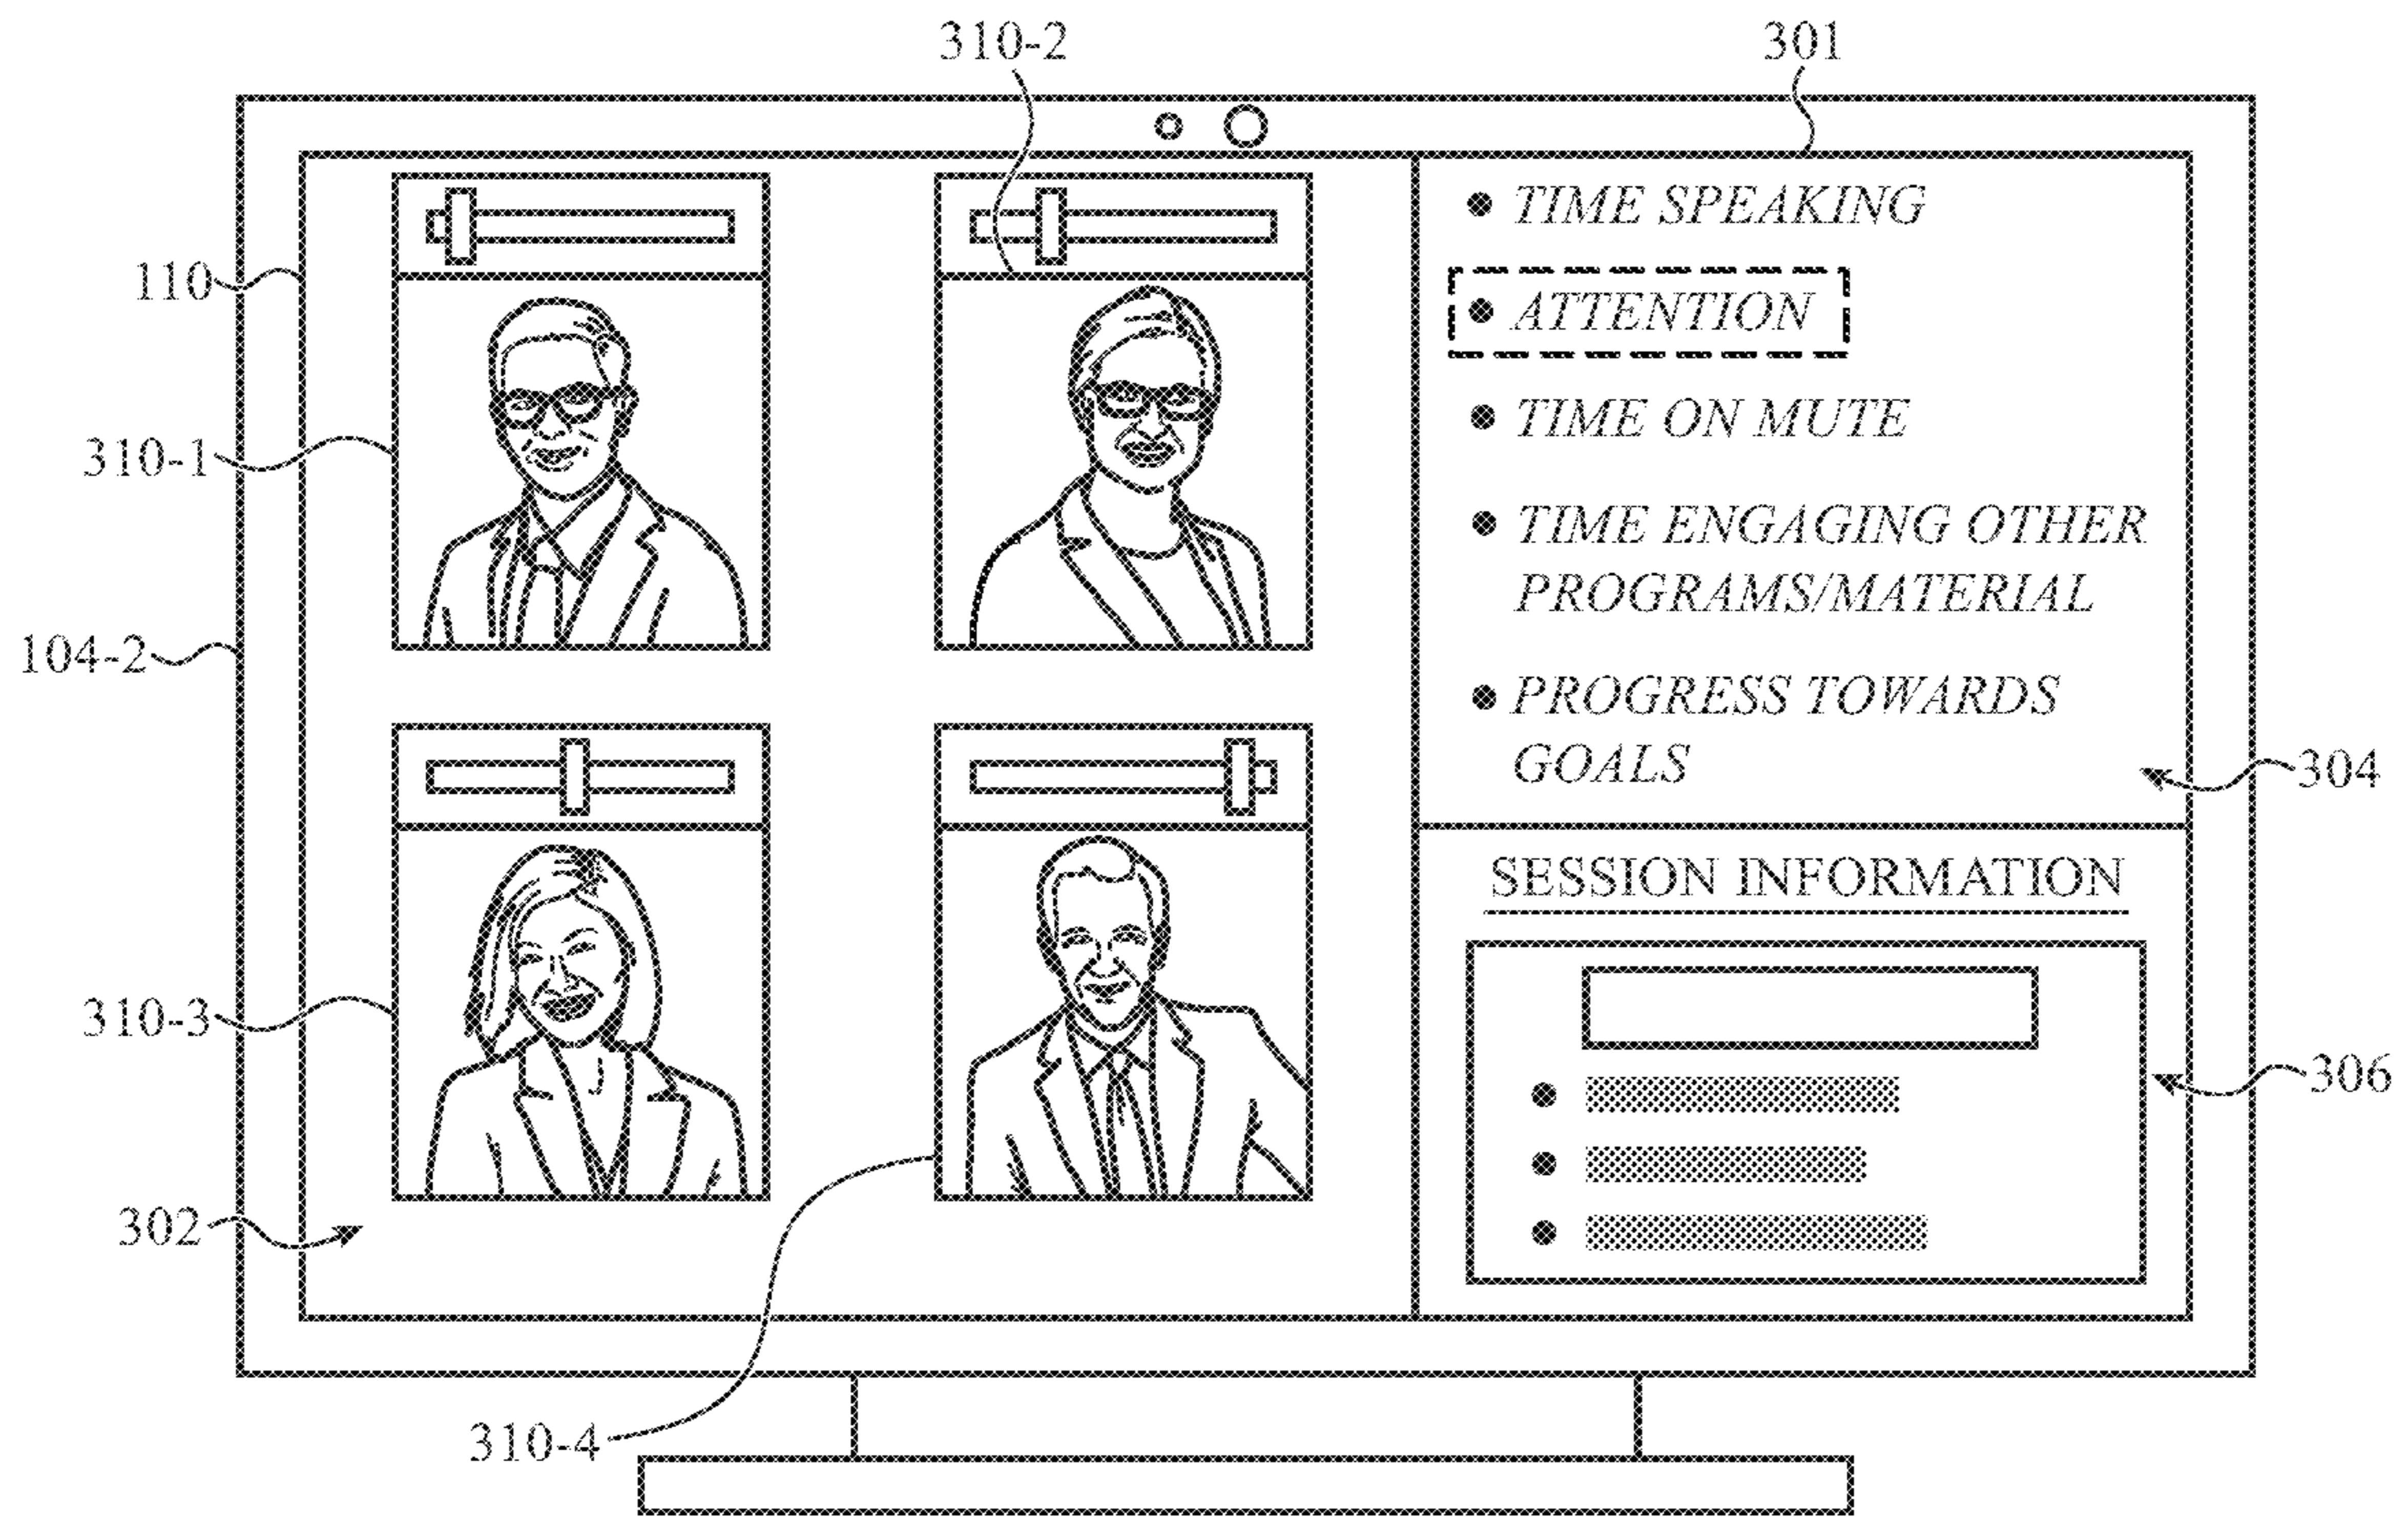 310-2
301
• TIME SPEAKING
110
• ATTENTION
310-1
• TIME ON MUTE
• TIME ENGAGING OTHER
PROGRAMS/MATERIAL
104-2
• PROGRESS TOWARDS
GOALS
304
SESSION INFORMATION
310-3
306
302
310-4